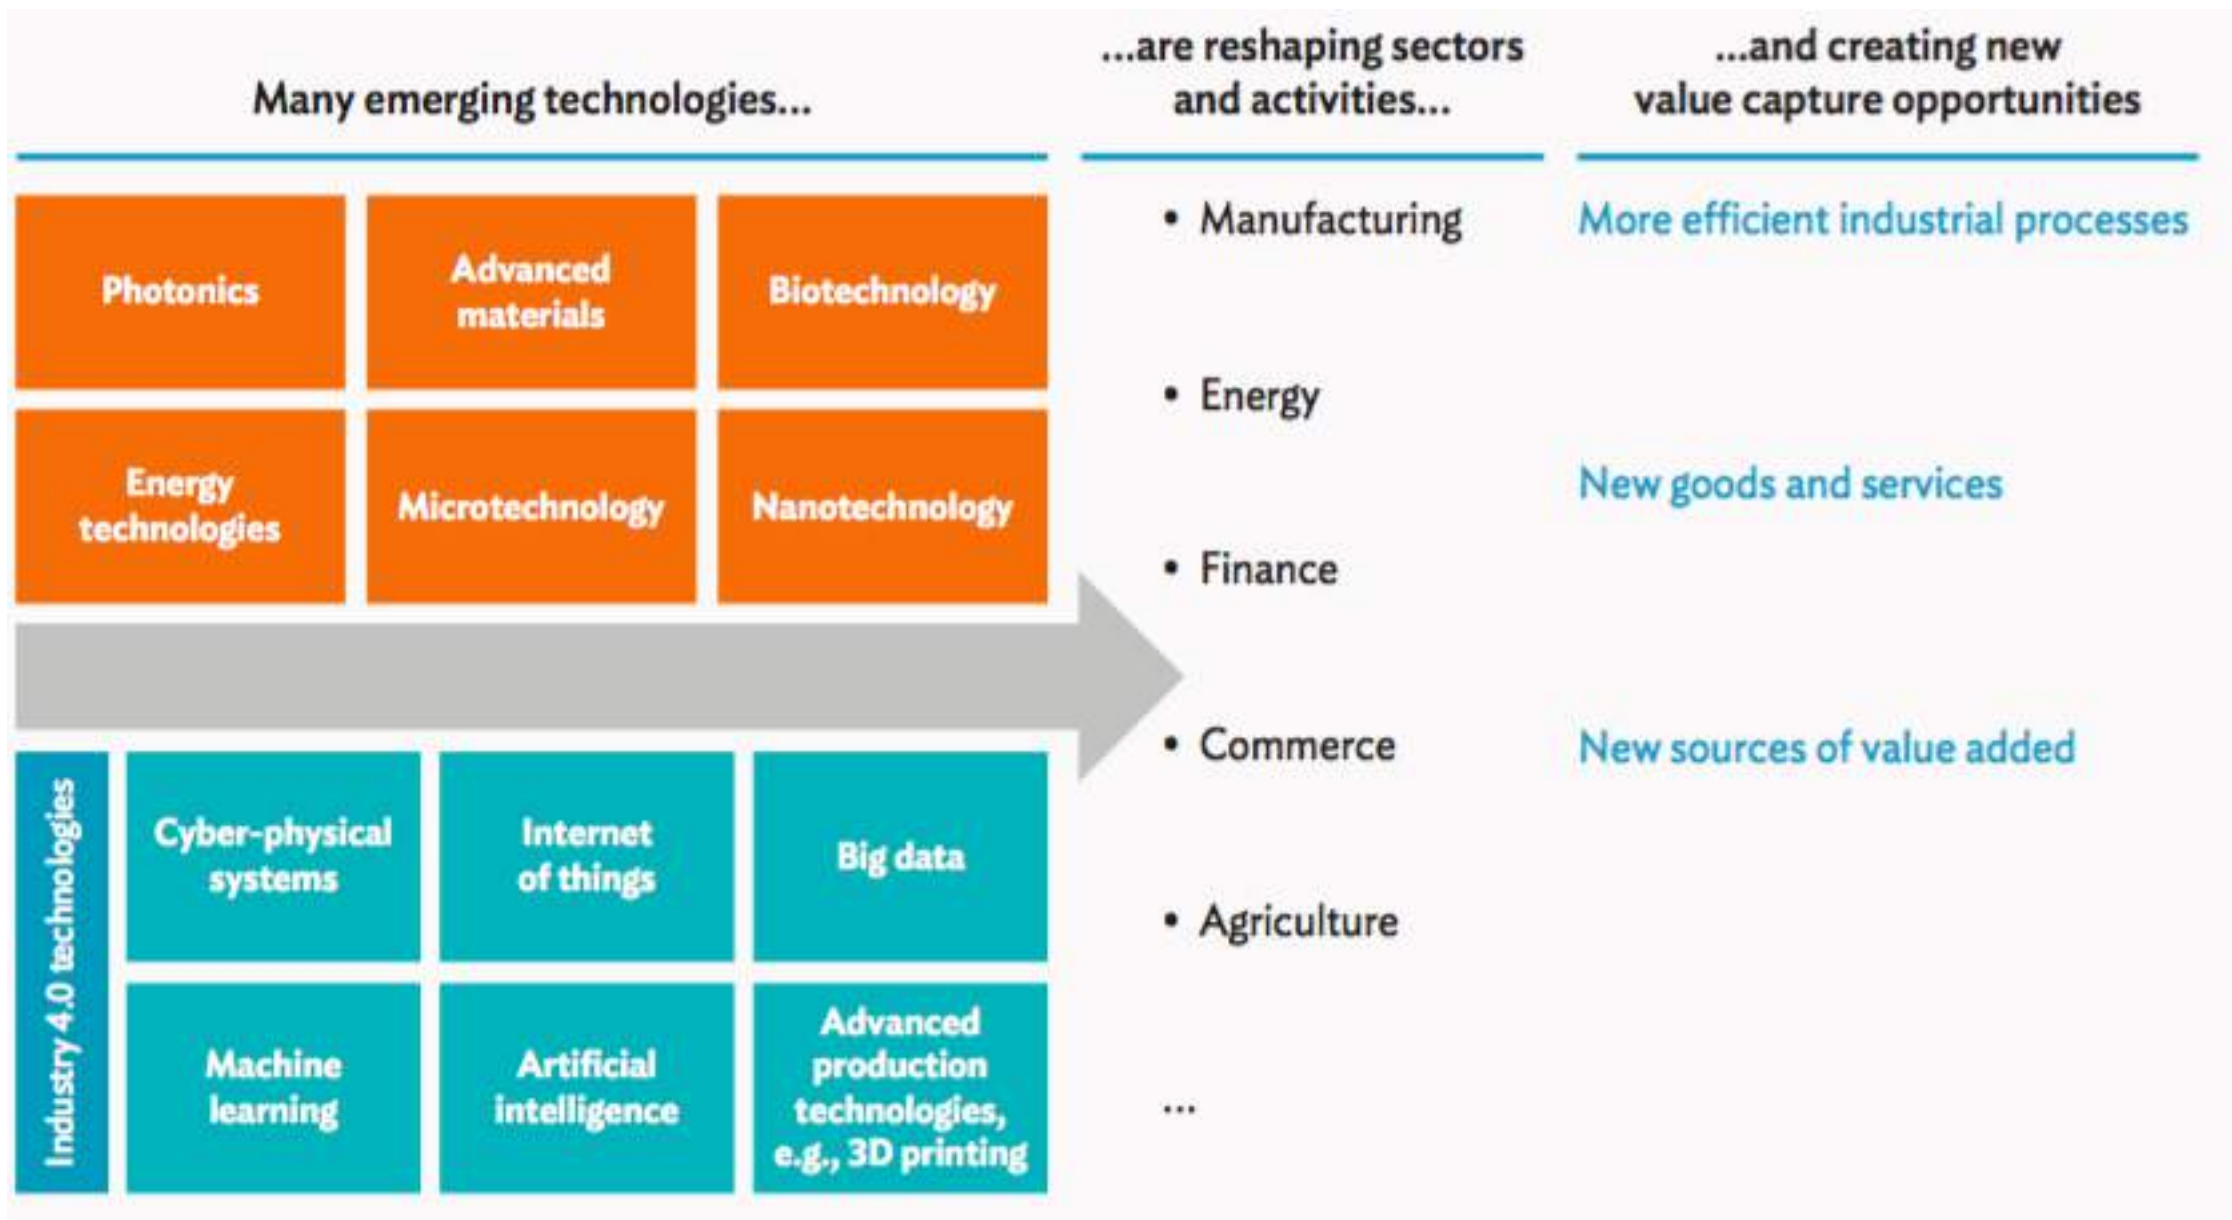 Many emerging technologies...
...are reshaping sectors
and activities...
...and creating new
value capture opportunities
Photonics
Advanced
materials
Biotechnology
Energy
technologies
Microtechnology
Nanotechnology
Industry 4.0 technologies
Cyber-physical
systems
Internet
of things
Big data
Machine
learning
Artificial
intelligence
Advanced
production
technologies,
e.g., 3D printing
• Manufacturing
• Energy
• Finance
• Commerce
• Agriculture
...
More efficient industrial processes
New goods and services
New sources of value added